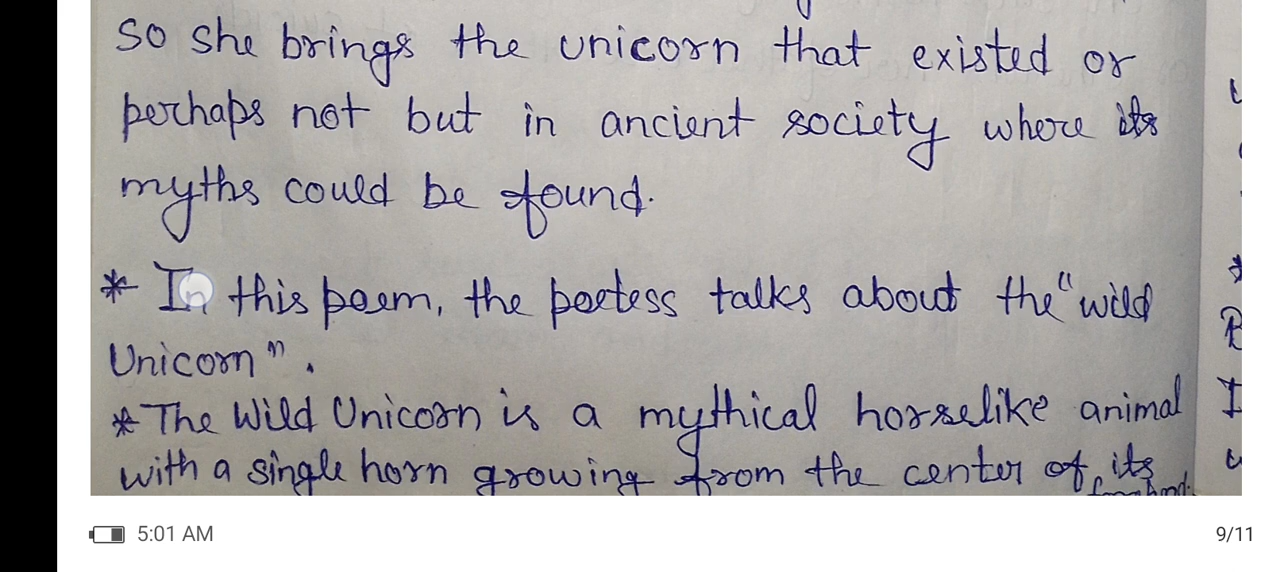 So she brings the unicorn that existed or
perhaps not but in ancient society where its
myths could be found.
* In this poem, the poetess talks about the "wild
Unicorn".
* The Wild Unicorn is a mythical horselike animal
with a single horn growing from the center of its
5:01 AM
9/11